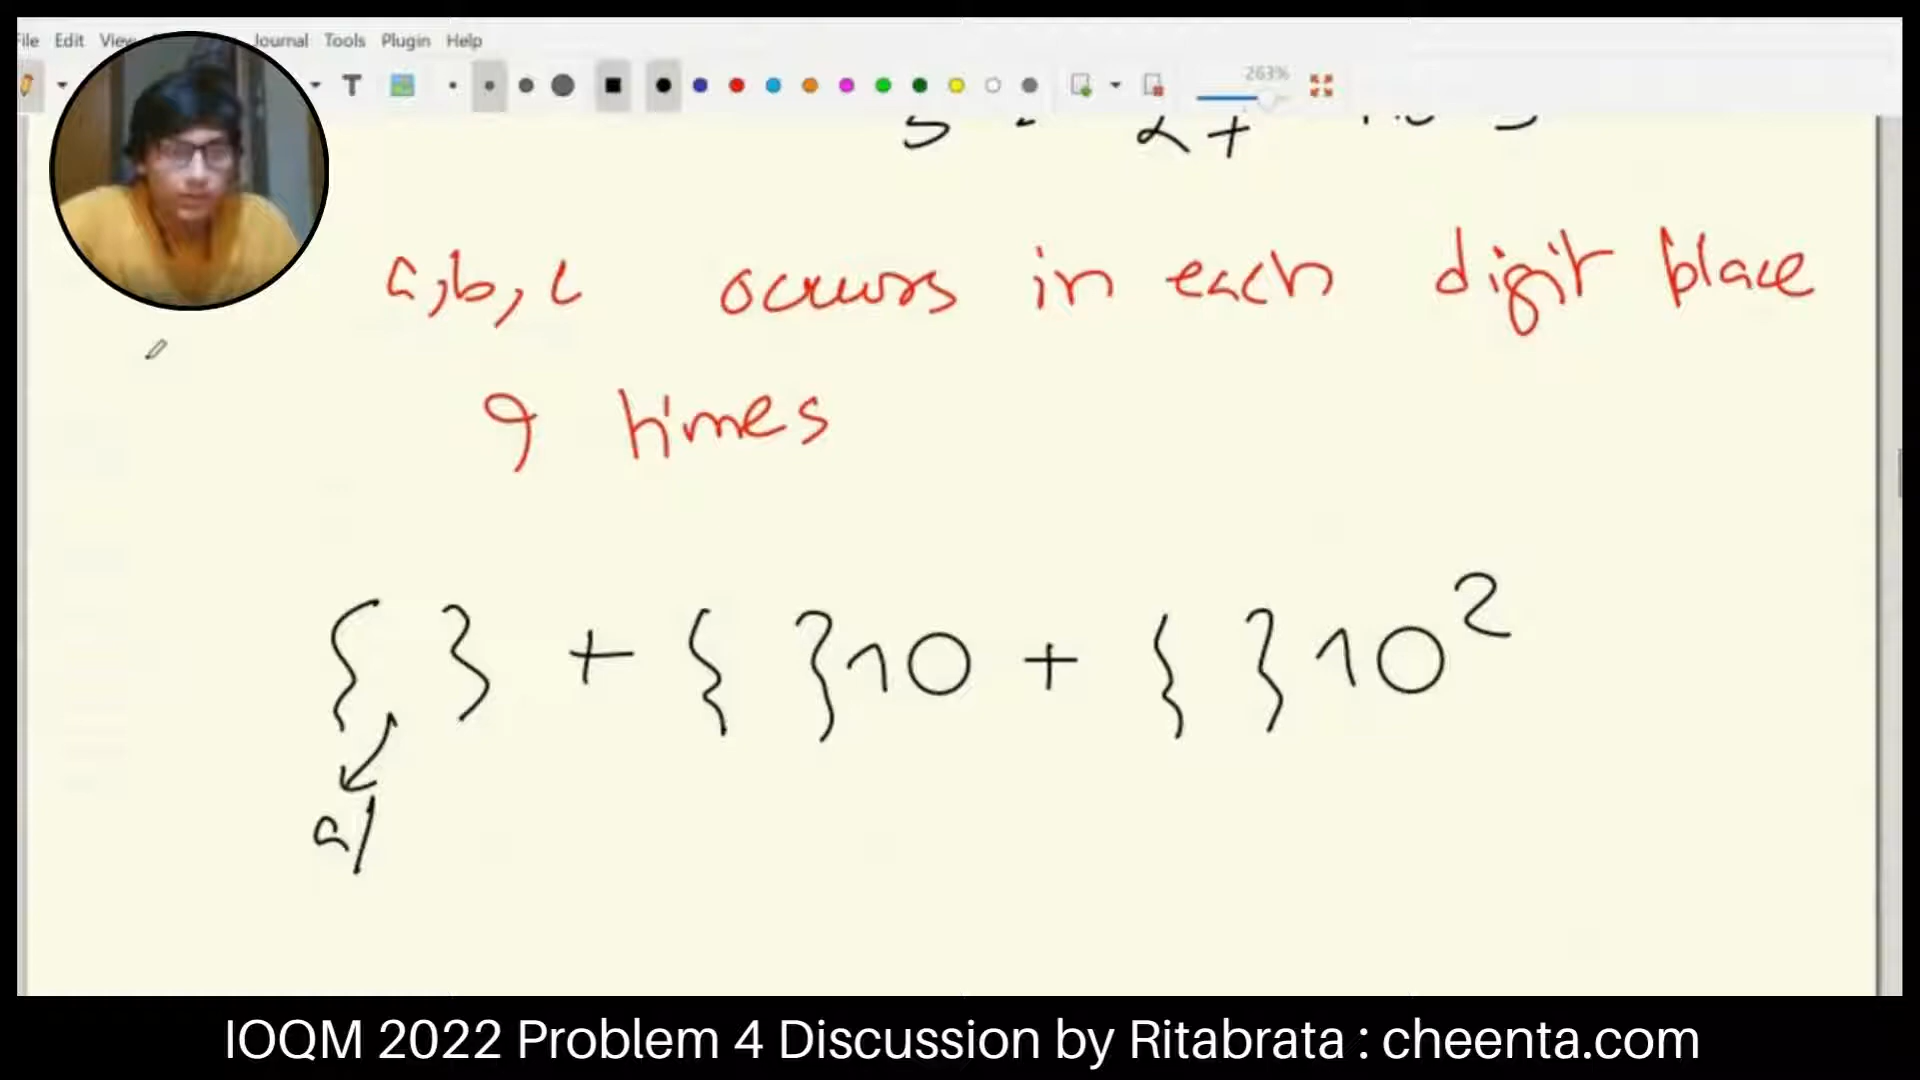 File Edit View Journal Tools Plugin Help
T 263%
a, b, c occurs in each digit place
9 times
{ } + { }10 + { }10²
a/
IOQM 2022 Problem 4 Discussion by Ritabrata : cheenta.com